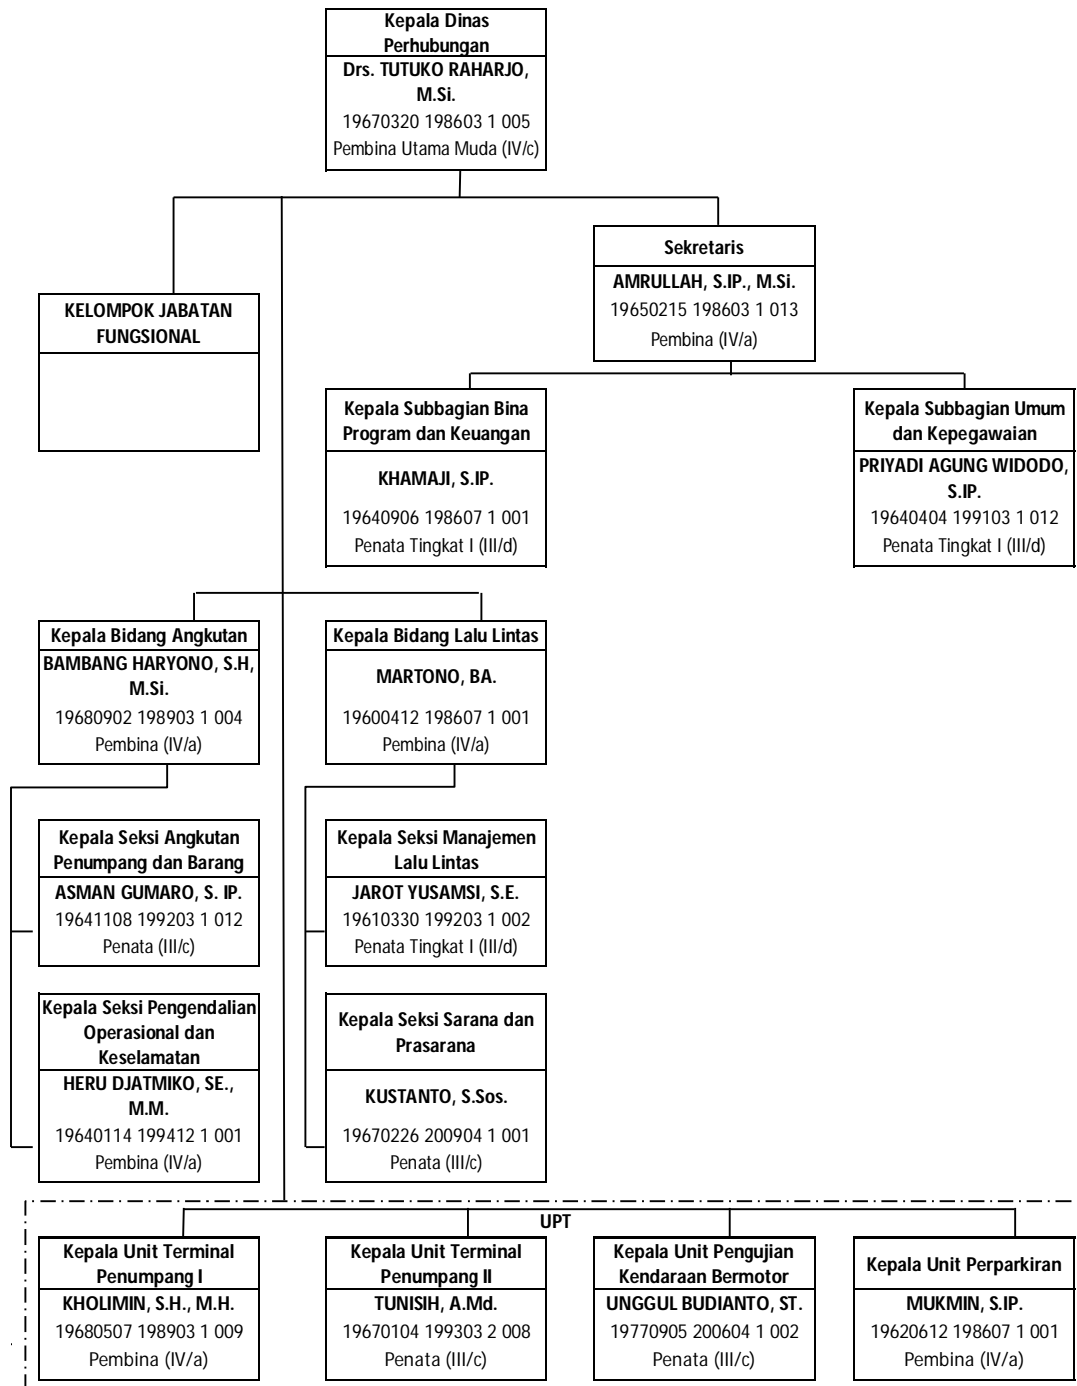 Kepala Dinas
Perhubungan
Drs. TUTUKO RAHARJO,
M.Si.
19670320 198603 1 005
Pembina Utama Muda (IV/c)
Sekretaris
AMRULLAH, S.IP., M.Si.
19650215 198603 1 013
Pembina (IV/a)
KELOMPOK JABATAN
FUNGSIONAL
Kepala Subbagian Bina
Program dan Keuangan
KHAMAJI, S.IP.
19640906 198607 1 001
Penata Tingkat I (III/d)
Kepala Subbagian Umum
dan Kepegawaian
PRIYADI AGUNG WIDODO,
S.IP.
19640404 199103 1 012
Penata Tingkat I (III/d)
Kepala Bidang Angkutan
BAMBANG HARYONO, S.H,
M.Si.
19680902 198903 1 004
Pembina (IV/a)
Kepala Bidang Lalu Lintas
MARTONO, BA.
19600412 198607 1 001
Pembina (IV/a)
Kepala Seksi Angkutan
Penumpang dan Barang
ASMAN GUMARO, S. IP.
19641108 199203 1 012
Penata (III/c)
Kepala Seksi Manajemen
Lalu Lintas
JAROT YUSAMSI, S.E.
19610330 199203 1 002
Penata Tingkat I (III/d)
Kepala Seksi Pengendalian
Operasional dan
Keselamatan
HERU DJATMIKO, SE.,
M.M.
19640114 199412 1 001
Pembina (IV/a)
Kepala Seksi Sarana dan
Prasarana
KUSTANTO, S.Sos.
19670226 200904 1 001
Penata (III/c)
UPT
Kepala Unit Terminal
Penumpang I
KHOLIMIN, S.H., M.H.
19680507 198903 1 009
Pembina (IV/a)
Kepala Unit Terminal
Penumpang II
TUNISIH, A.Md.
19670104 199303 2 008
Penata (III/c)
Kepala Unit Pengujian
Kendaraan Bermotor
UNGGUL BUDIANTO, ST.
19770905 200604 1 002
Penata (III/c)
Kepala Unit Perparkiran
MUKMIN, S.IP.
19620612 198607 1 001
Pembina (IV/a)